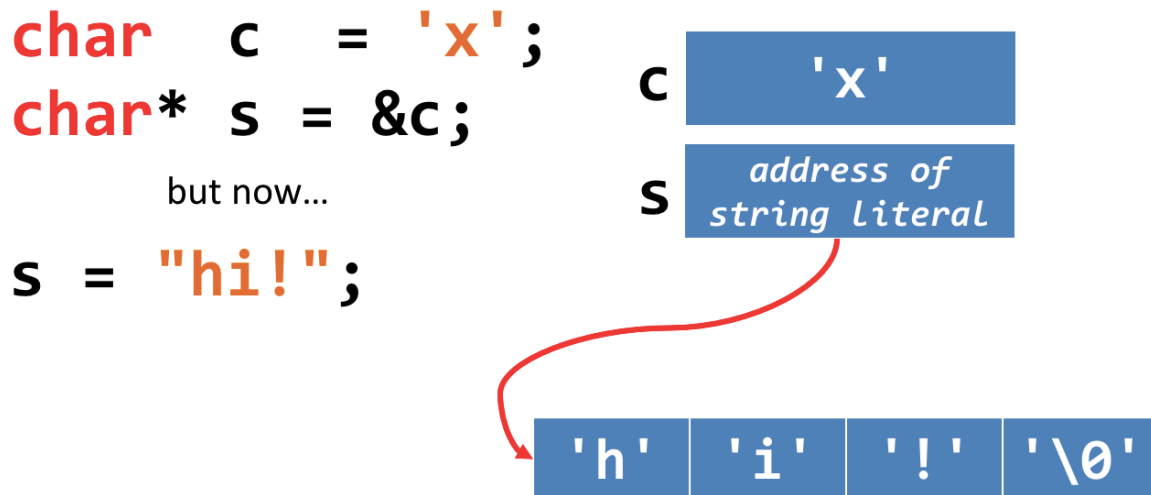 char c = 'x';
char* s = &c;
but now…
s = "hi!";
c 'x'
s address of
string literal
'h' 'i' '!' '\0'